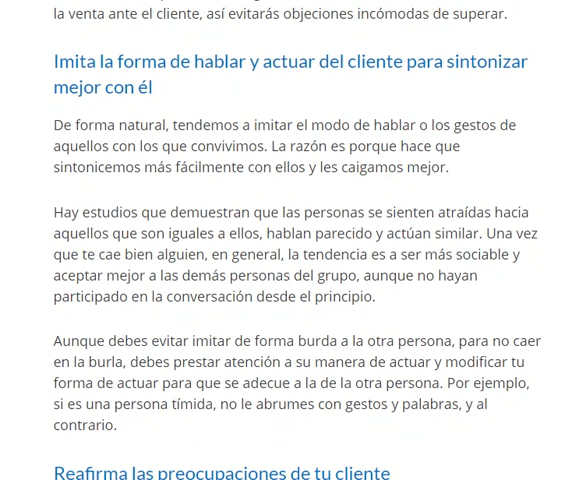 la venta ante el cliente, así evitarás objeciones incómodas de superar.
Imita la forma de hablar y actuar del cliente para sintonizar
mejor con él
De forma natural, tendemos a imitar el modo de hablar o los gestos de
aquellos con los que convivimos. La razón es porque hace que
sintonicemos más fácilmente con ellos y les caigamos mejor.
Hay estudios que demuestran que las personas se sienten atraídas hacia
aquellos que son iguales a ellos, hablan parecido y actúan similar. Una vez
que te cae bien alguien, en general, la tendencia es a ser más sociable y
aceptar mejor a las demás personas del grupo, aunque no hayan
participado en la conversación desde el principio.
Aunque debes evitar imitar de forma burda a la otra persona, para no caer
en la burla, debes prestar atención a su manera de actuar y modificar tu
forma de actuar para que se adecue a la de la otra persona. Por ejemplo,
si es una persona tímida, no le abrumes con gestos y palabras, y al
contrario.
Reafirma las preocupaciones de tu cliente